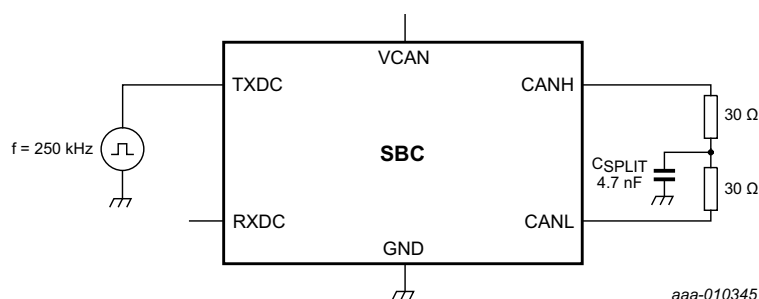 VCAN
TXDC
CANH
30 Ω
f = 250 kHz
SBC
CSPLIT
4.7 nF
30 Ω
RXDC
CANL
GND
aaa-010345